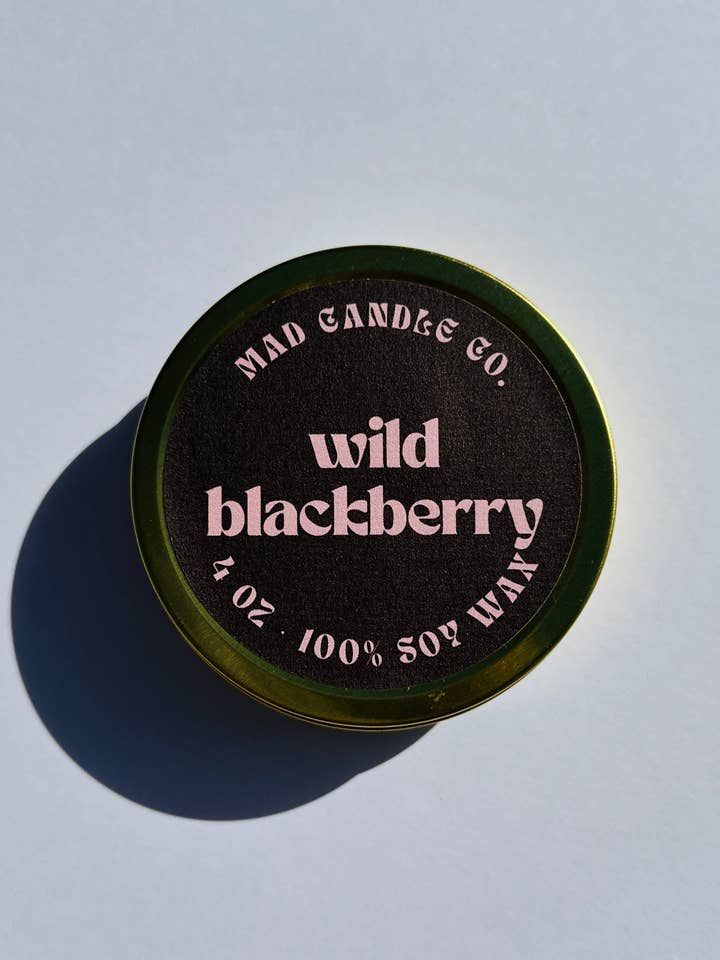 MAD CANDLE CO.
wild
blackberry
4 OZ · 100% SOY WAX